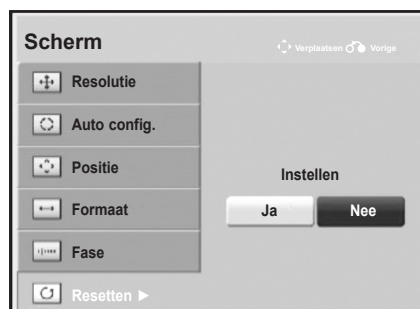 Scherm
Verplaatsen Vorige
Resolutie
Auto config.
Positie
Formaat
Fase
Resetten ►
Instellen
Ja Nee